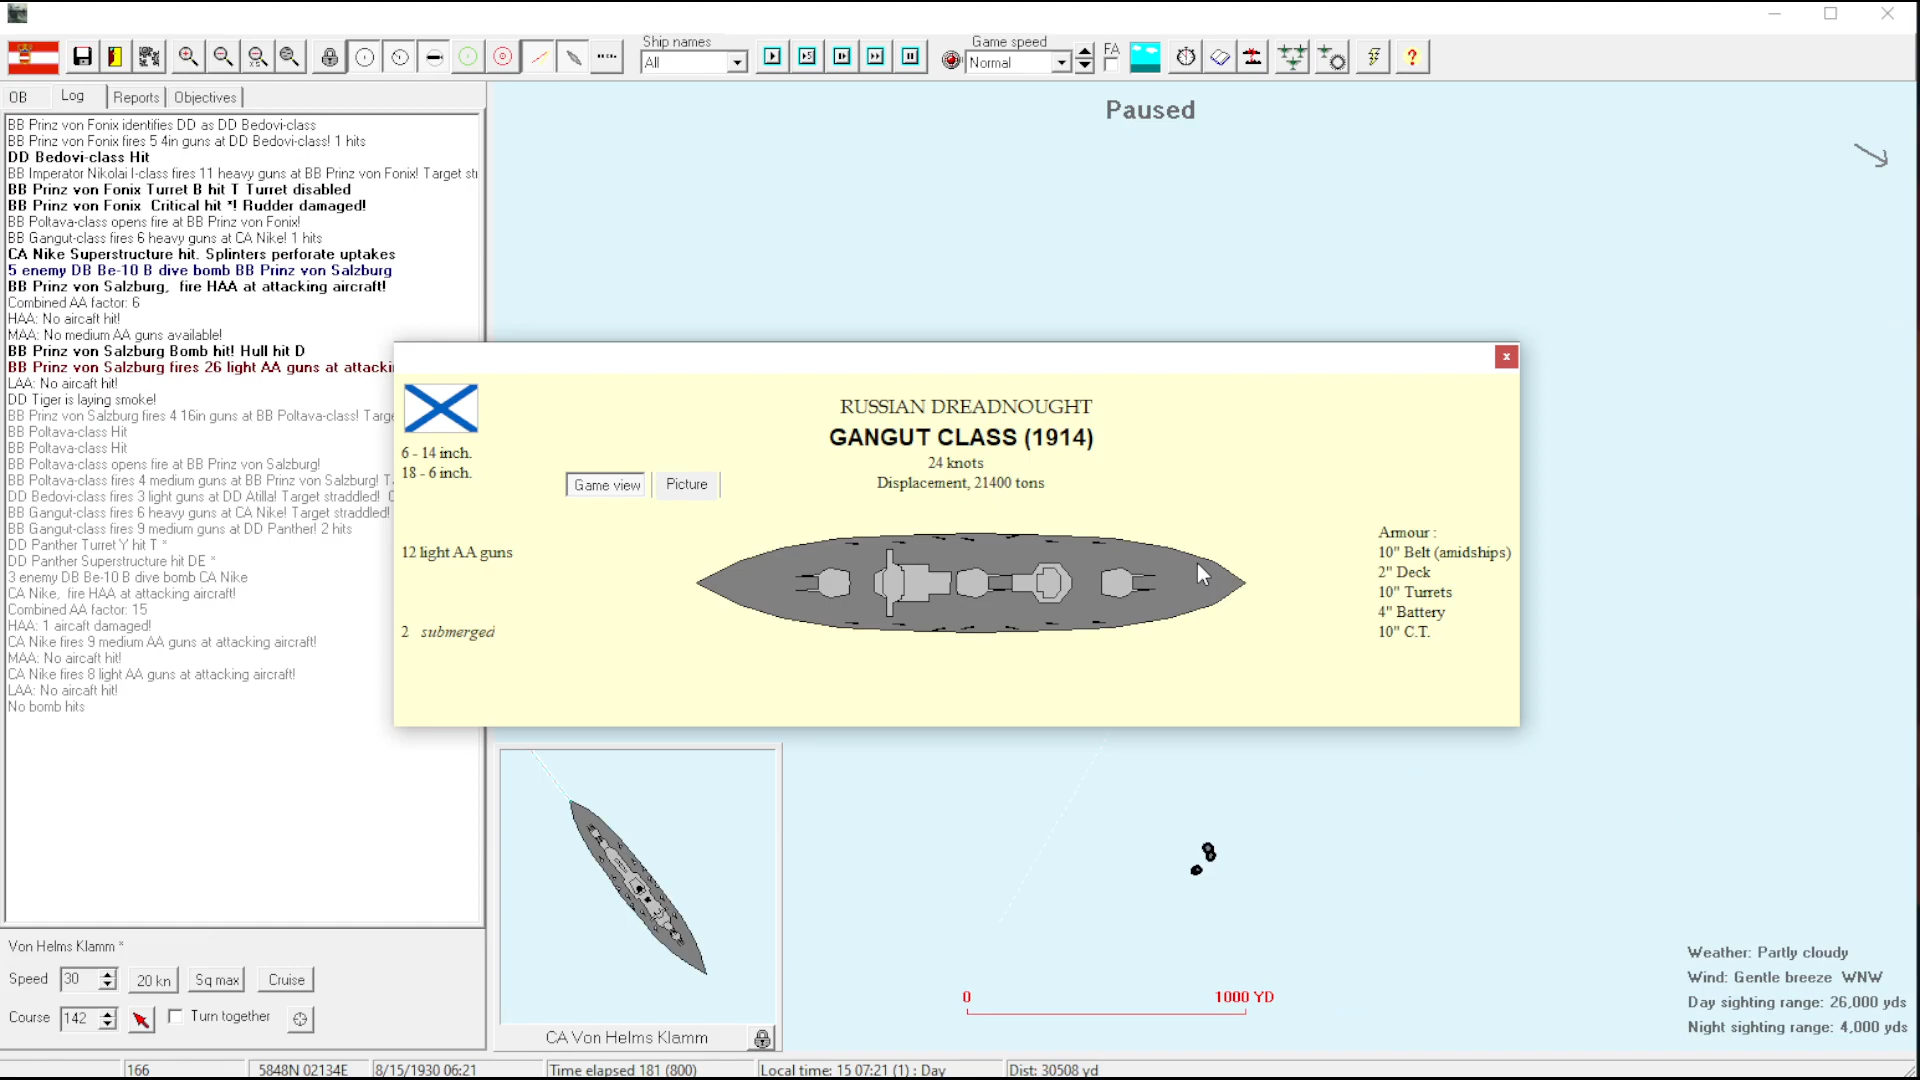 Ship names
All
Game speed
Normal
FA
OB
Log
Reports
Objectives
BB Prinz von Fonix identifies DD as DD Bedovi-class
BB Prinz von Fonix fires 5 4in guns at DD Bedovi-class! 1 hits
DD Bedovi-class Hit
BB Imperator Nikolai I-class fires 11 heavy guns at BB Prinz von Fonix! Target
BB Prinz von Fonix Turret B hit T Turret disabled
BB Prinz von Fonix  Critical hit *! Rudder damaged!
BB Poltava-class opens fire at BB Prinz von Fonix!
BB Gangut-class fires 6 heavy guns at CA Nike! 1 hits
CA Nike Superstructure hit. Splinters perforate uptakes
5 enemy DB Be-10 B dive bomb BB Prinz von Salzburg
BB Prinz von Salzburg,  fire HAA at attacking aircraft!
Combined AA factor: 6
HAA: No aircaft hit!
MAA: No medium AA guns available!
BB Prinz von Salzburg Bomb hit! Hull hit D
BB Prinz von Salzburg fires 26 light AA guns at
LAA: No aircaft hit!
DD Tiger is laying smoke!
BB Prinz von Salzburg fires 4 16in guns at BB Poltava-class!
BB Poltava-class Hit
BB Poltava-class Hit
BB Poltava-class opens fire at BB Prinz von Salzburg!
BB Poltava-class fires 4 medium guns at BB Prinz von Salzburg!
DD Bedovi-class fires 3 light guns at DD Atilla! Target straddled!
BB Gangut-class fires 6 heavy guns at CA Nike! Target straddled!
BB Gangut-class fires 9 medium guns at DD Panther! 2 hits
DD Panther Turret Y hit T *
DD Panther Superstructure hit DE *
3 enemy DB Be-10 B dive bomb CA Nike
CA Nike,  fire HAA at attacking aircraft!
Combined AA factor: 15
HAA: 1 aircaft damaged!
CA Nike fires 9 medium AA guns at attacking aircraft!
MAA: No aircaft hit!
CA Nike fires 8 light AA guns at attacking aircraft!
LAA: No aircaft hit!
No bomb hits
Paused
x
RUSSIAN DREADNOUGHT
GANGUT CLASS (1914)
24 knots
Displacement, 21400 tons
6 - 14 inch.
18 - 6 inch.
Game view
Picture
12 light AA guns
2 submerged
Armour :
10" Belt (amidships)
2" Deck
10" Turrets
4" Battery
10" C.T.
Von Helms Klamm *
Speed
30
20 kn
Sq max
Cruise
Course
142
Turn together
CA Von Helms Klamm
0
1000 YD
Weather: Partly cloudy
Wind: Gentle breeze  WNW
Day sighting range: 26,000 yds
Night sighting range: 4,000 yds
166
5848N 02134E
8/15/1930 06:21
Time elapsed 181 (800)
Local time: 15 07:21 (1) : Day
Dist: 30508 yd